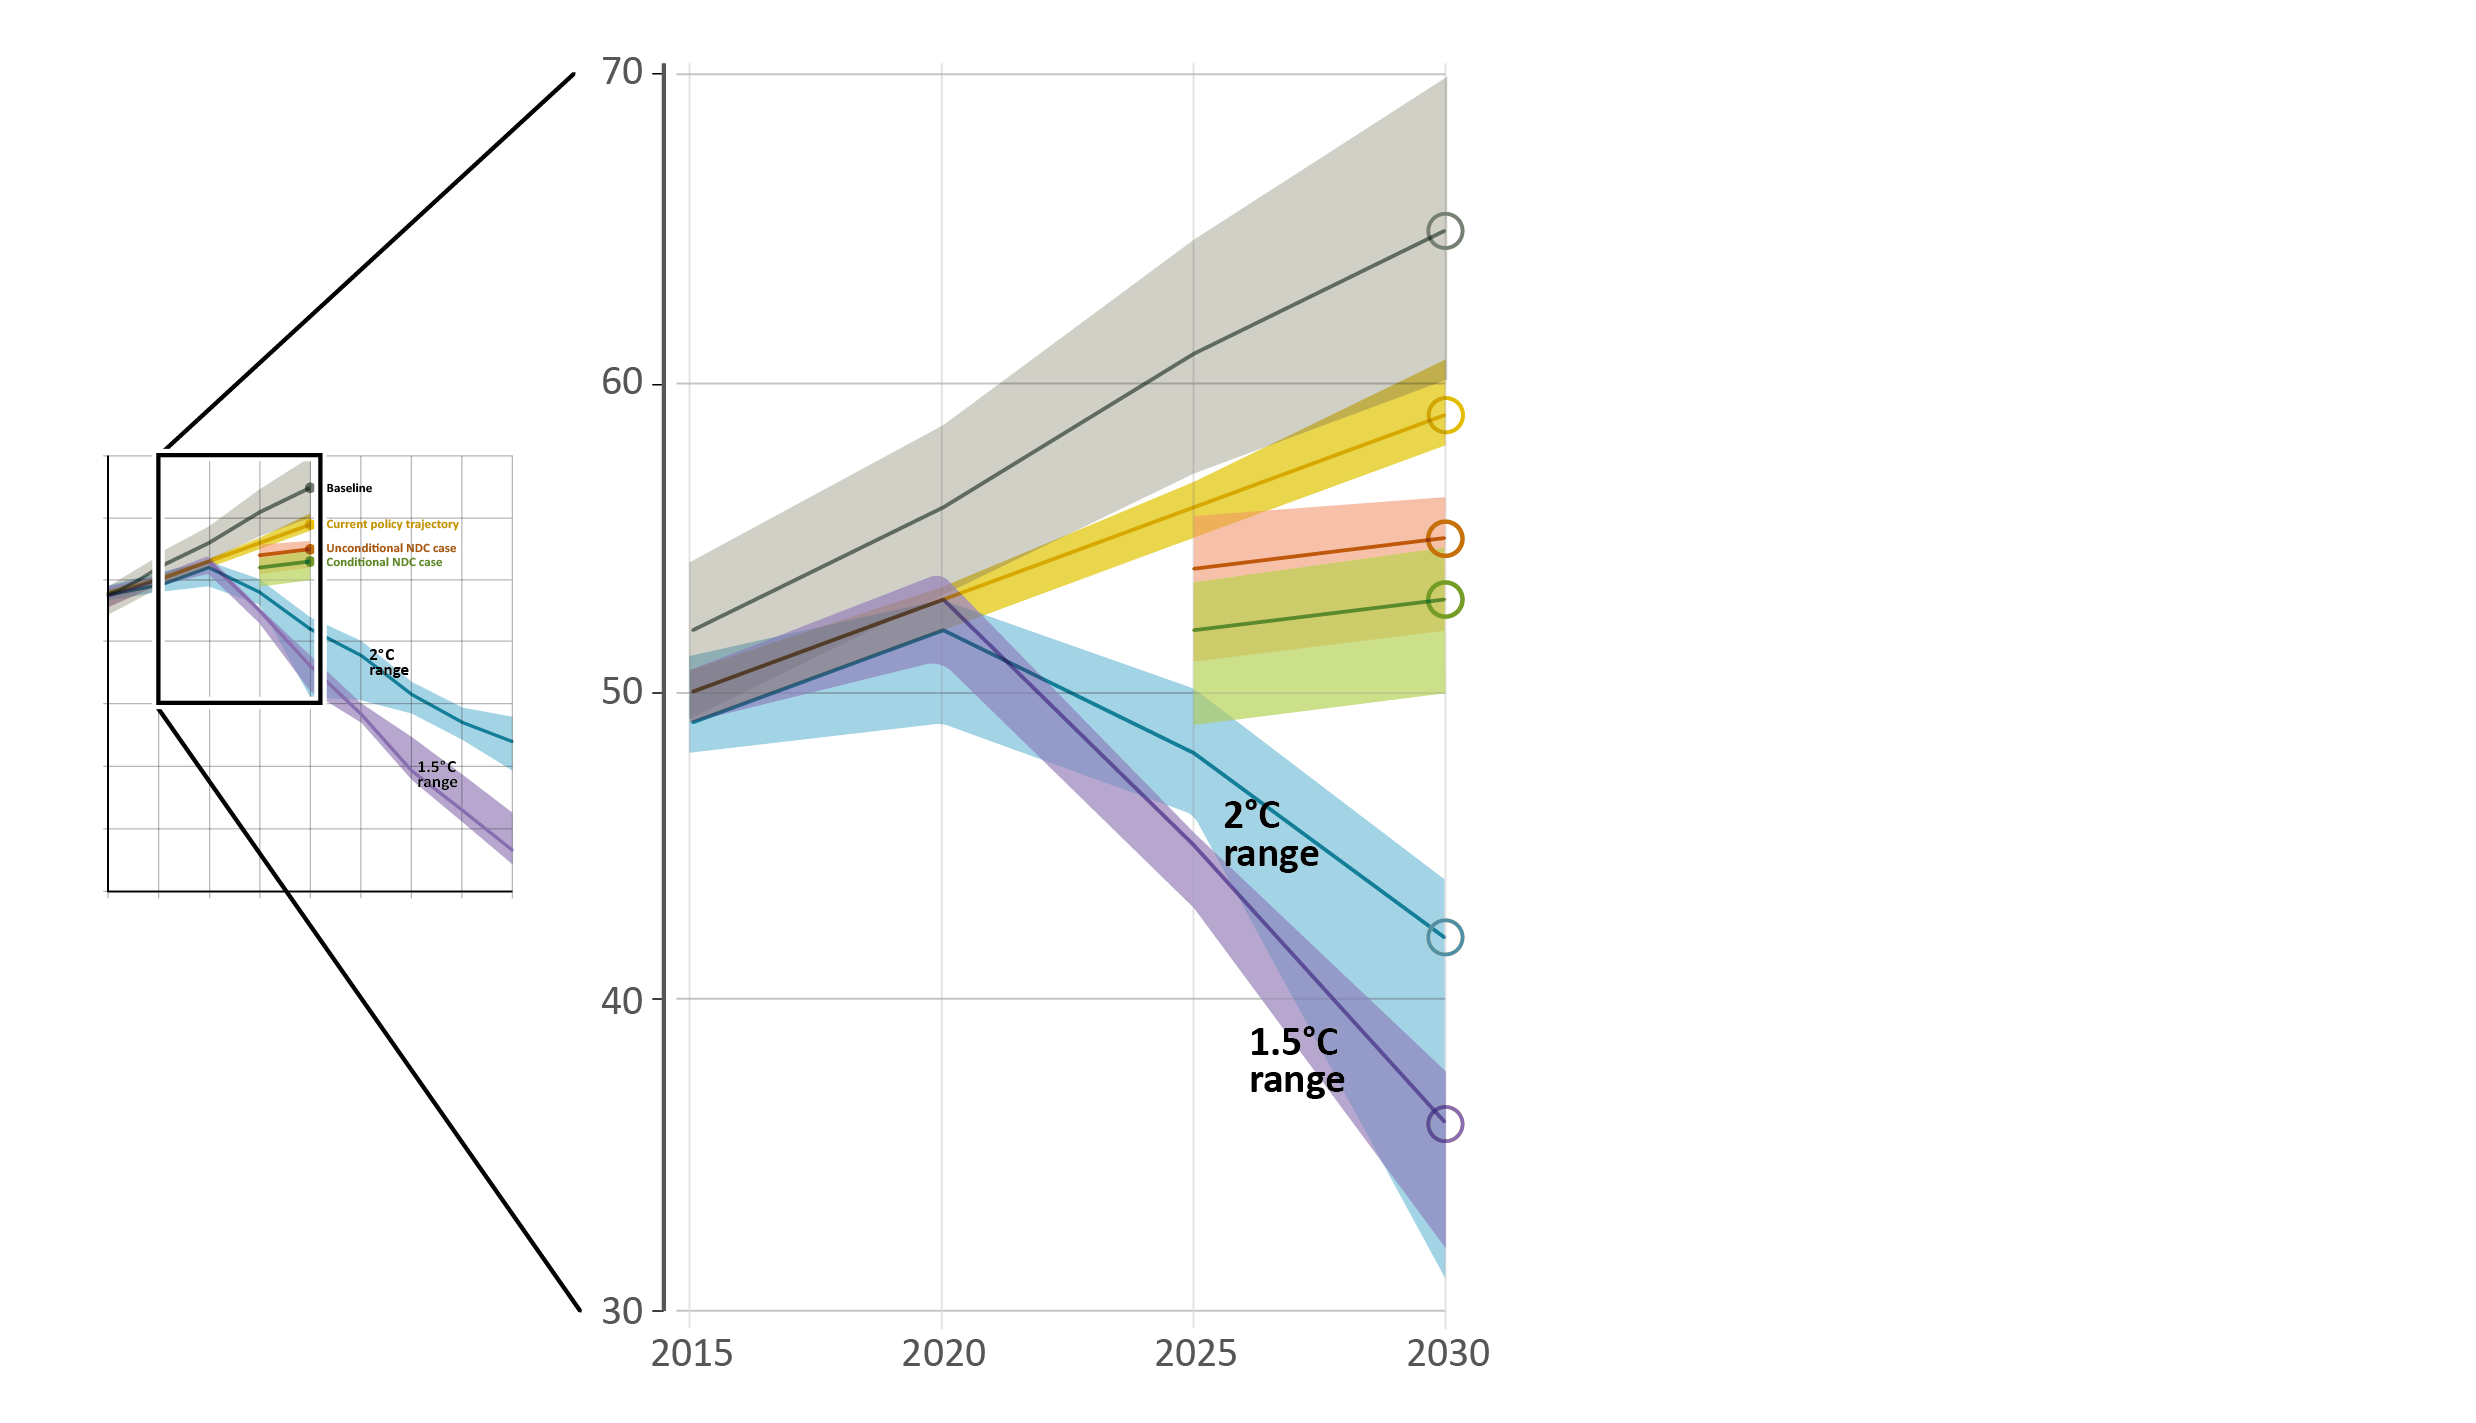 70
60
50
40
30
2015
2020
2025
2030
2°C
range
1.5°C
range
Baseline
Current policy trajectory
Unconditional NDC case
Conditional NDC case
2°C
range
1.5°C
range